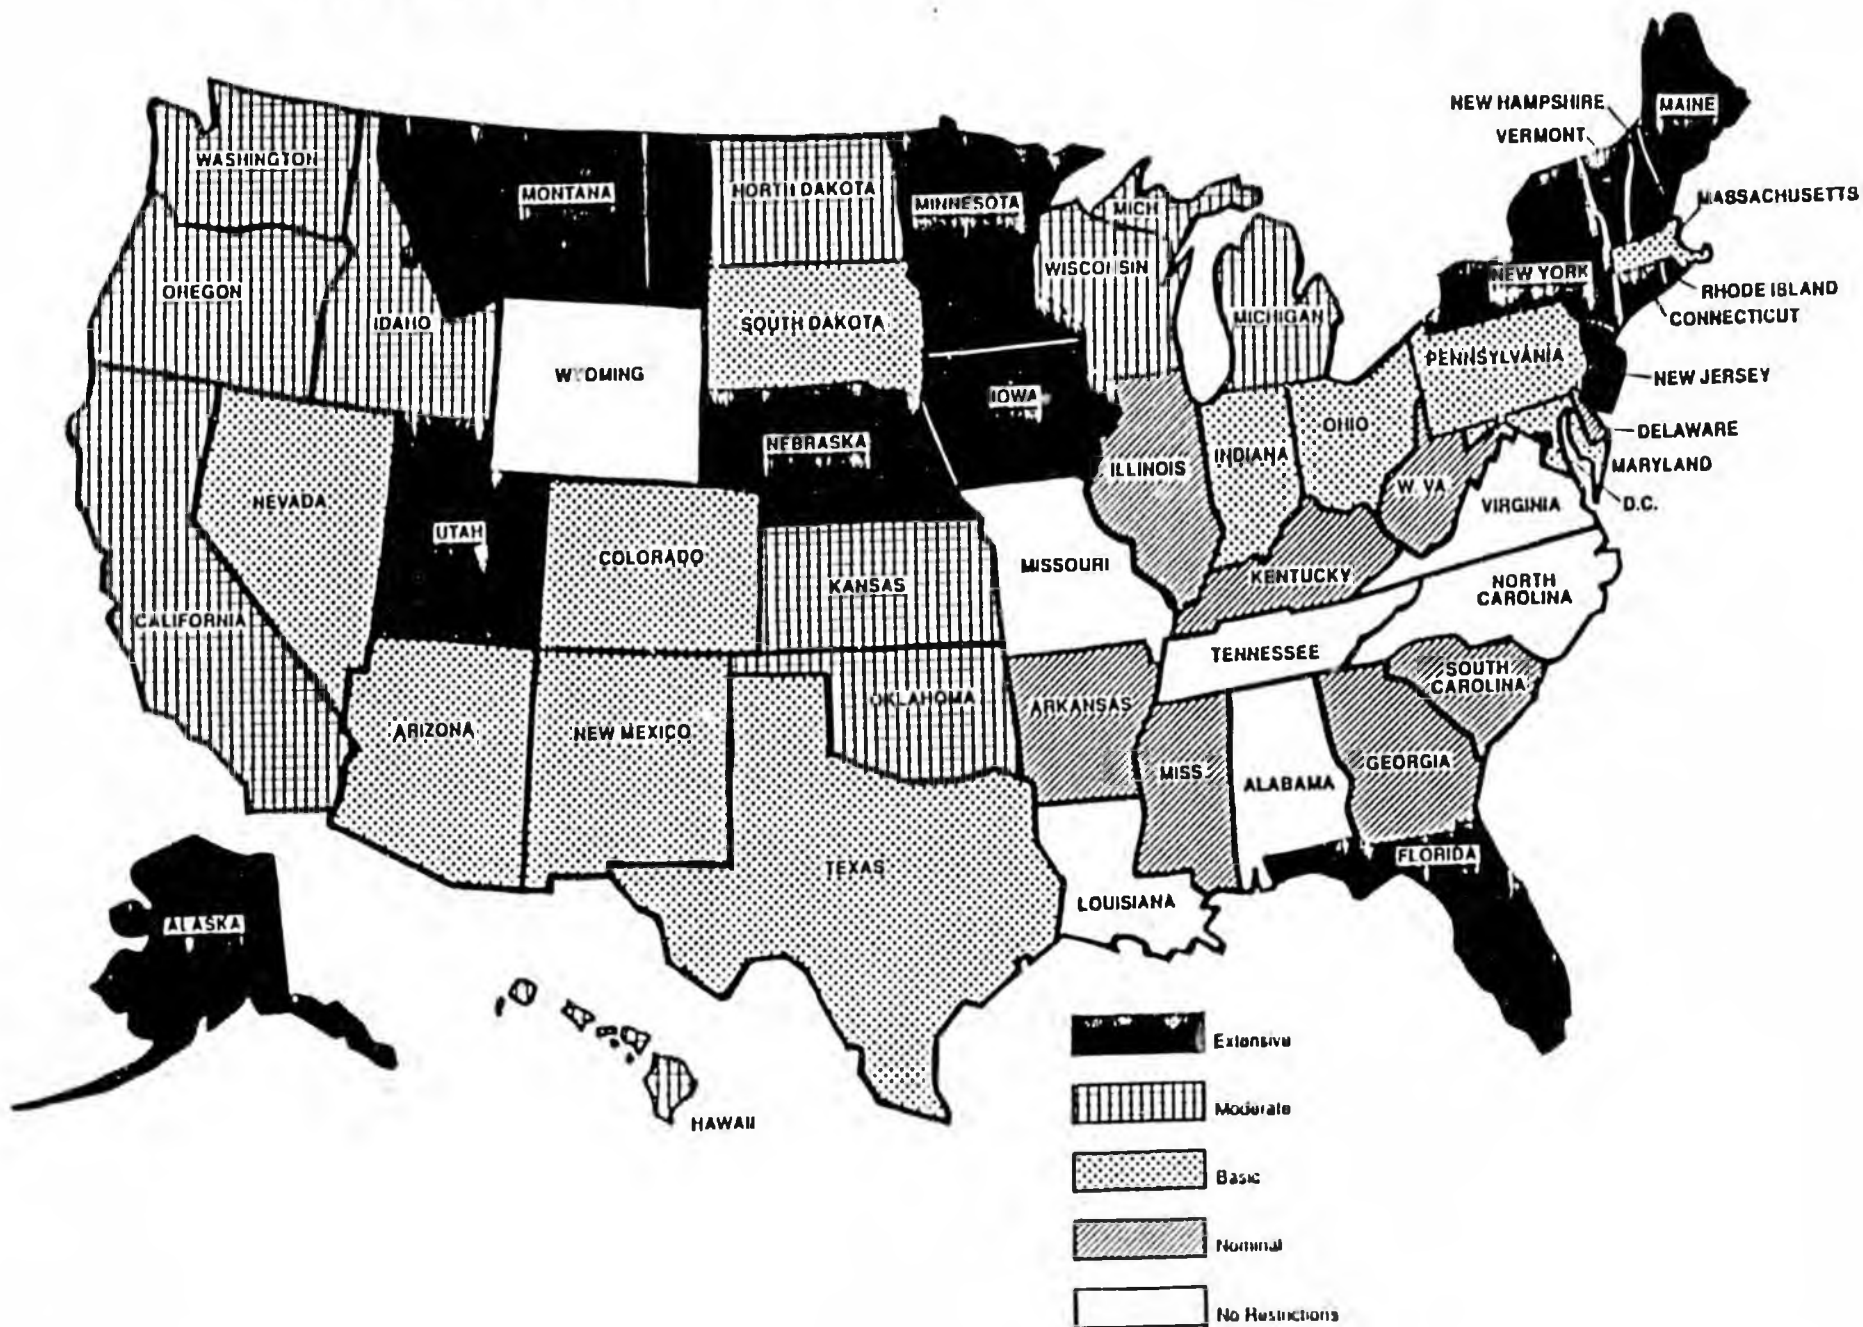 NEW HAMPSHIRE
MAINE
VERMONT
WASHINGTON
MONTANA
NORTH DAKOTA
MINNESOTA
MICH
MASSACHUSETTS
OREGON
IDAHO
WISCONSIN
NEW YORK
RHODE ISLAND
CONNECTICUT
SOUTH DAKOTA
MICHIGAN
WYOMING
PENNSYLVANIA
NEW JERSEY
IOWA
NEBRASKA
OHIO
DELAWARE
ILLINOIS
INDIANA
MARYLAND
NEVADA
W. VA
VIRGINIA
D.C.
UTAH
COLORADO
MISSOURI
KANSAS
KENTUCKY
NORTH
CAROLINA
CALIFORNIA
TENNESSEE
SOUTH
CAROLINA
OKLAHOMA
ARKANSAS
ARIZONA
NEW MEXICO
MISS
ALABAMA
GEORGIA
TEXAS
FLORIDA
LOUISIANA
ALASKA
HAWAII
Extensive
Moderate
Basic
Nominal
No Restrictions